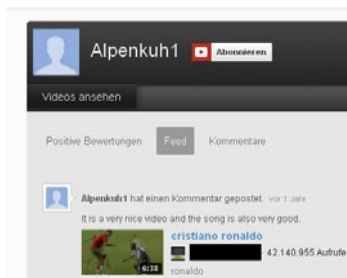 Alpenkuh1 Abonnieren
Videos ansehen
Positive Bewertungen Feed Kommentare
Alpenkuh1 hat einen Kommentar gepostet. vor 1 Jahr
It is a very nice video and the song is also very good.
cristiano ronaldo
42.140.955 Aufrufe
6:38
ronaldo